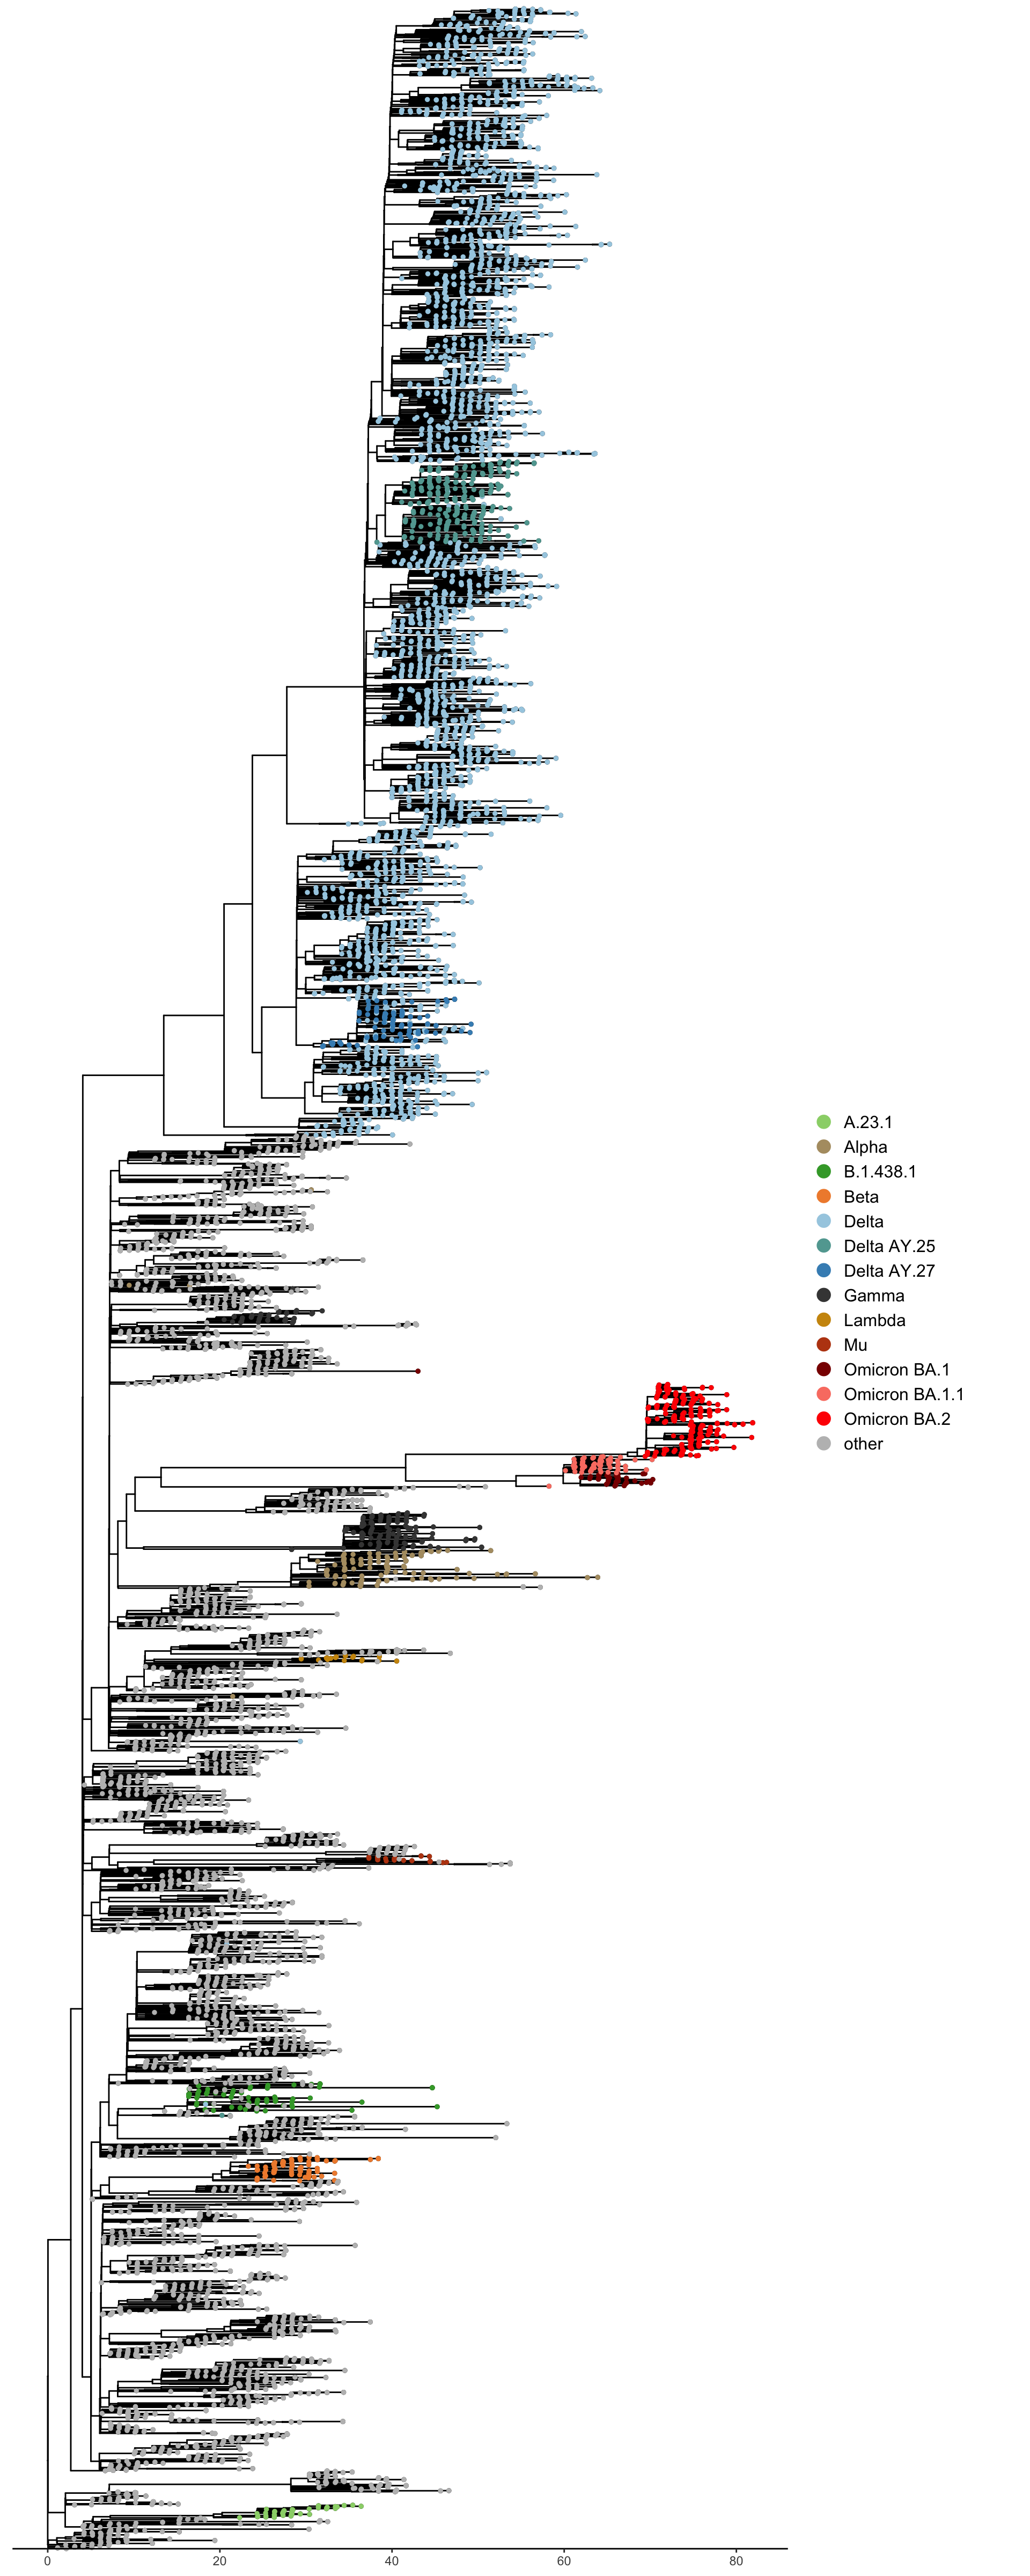 A.23.1
Alpha
B.1.438.1
Beta
Delta
Delta AY.25
Delta AY.27
Gamma
Lambda
Mu
Omicron BA.1
Omicron BA.1.1
Omicron BA.2
other
0 20 40 60 80